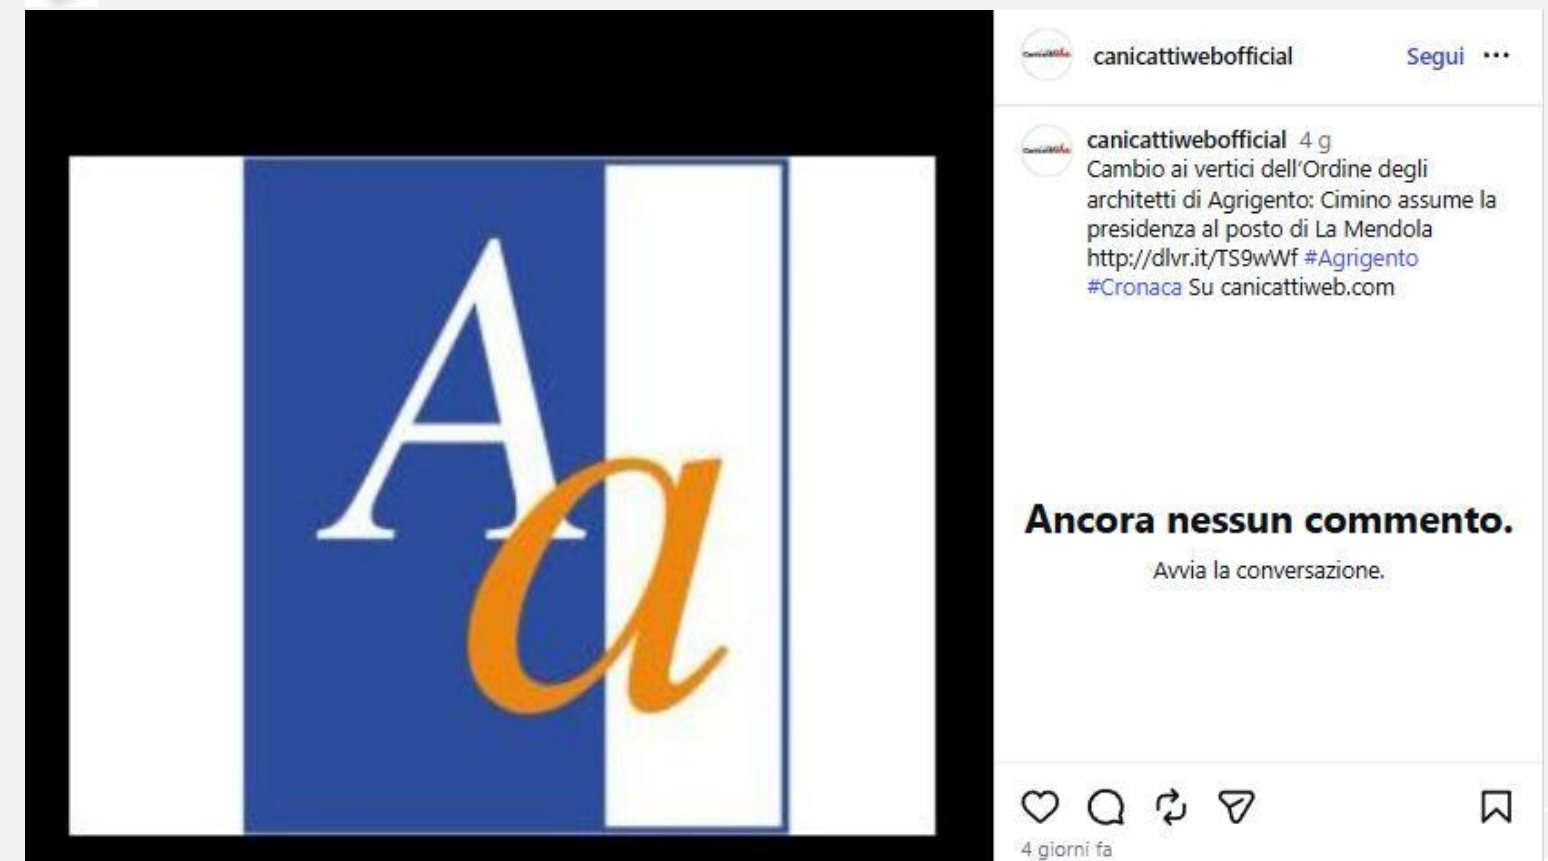 A
a
canicattiwebofficial Segui
canicattiwebofficial 4 g
Cambio ai vertici dell'Ordine degli
architetti di Agrigento: Cimino assume la
presidenza al posto di La Mendola
http://dlvr.it/TS9wWf #Agrigento
#Cronaca Su canicattiweb.com
Ancora nessun commento.
Avvia la conversazione.
4 giorni fa